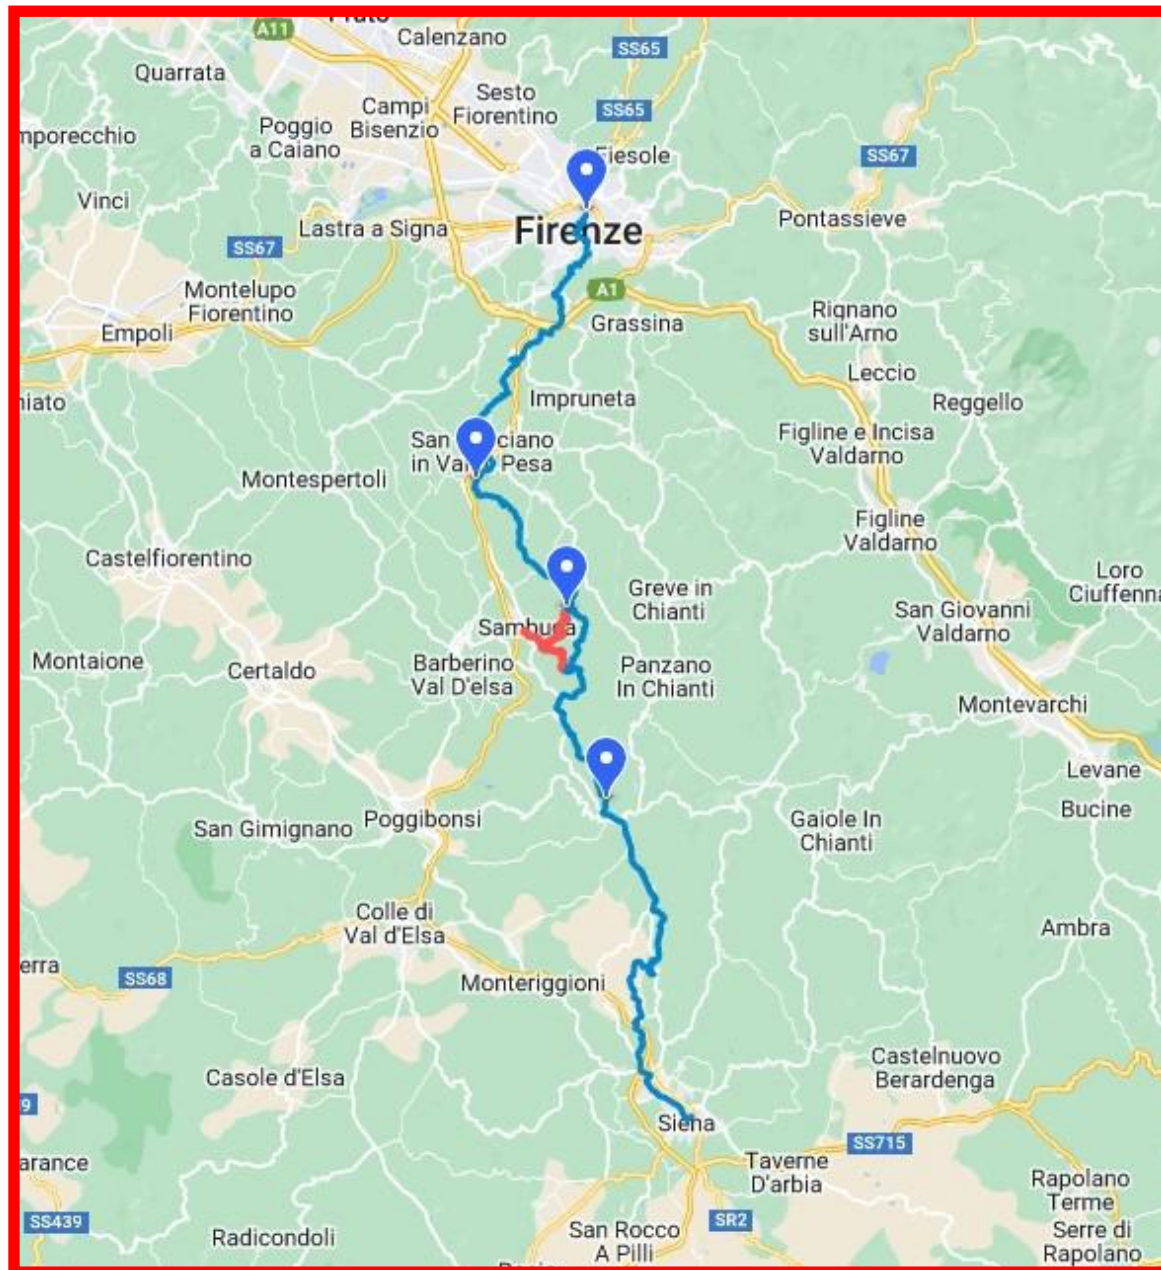 Prato
A11
Calenzano
SS65
Quarrata
Campi
Bisenzio
Sesto
Fiorentino
SS65
mporecchio
Poggio
a Caiano
Fiesole
SS67
Vinci
Lastra a Signa
Firenze
Pontassieve
SS67
Montelupo
Fiorentino
A1
Empoli
Grassina
Rignano
sull'Arno
niato
Impruneta
Leccio
Reggello
San
ciano
in Val
Pesa
Figline e Incisa
Valdarno
Montespertoli
Castelfiorentino
Figline
Valdarno
Loro
Ciuffenna
Greve in
Chianti
San Giovanni
Valdarno
Sambuca
Montaione
Certaldo
Barberino
Val D'elsa
Panzano
In Chianti
Montevarchi
Levane
Bucine
San Gimignano
Poggibonsi
Gaiole In
Chianti
Colle di
Val d'Elsa
Ambra
erra
SS68
Monteriggioni
Casole d'Elsa
Castelnuovo
Berardenga
9
Siena
SS715
arance
Taverne
D'arbia
Rapolano
Terme
SS439
Radicondoli
San Rocco
A Pilli
SR2
Serre di
Rapolano